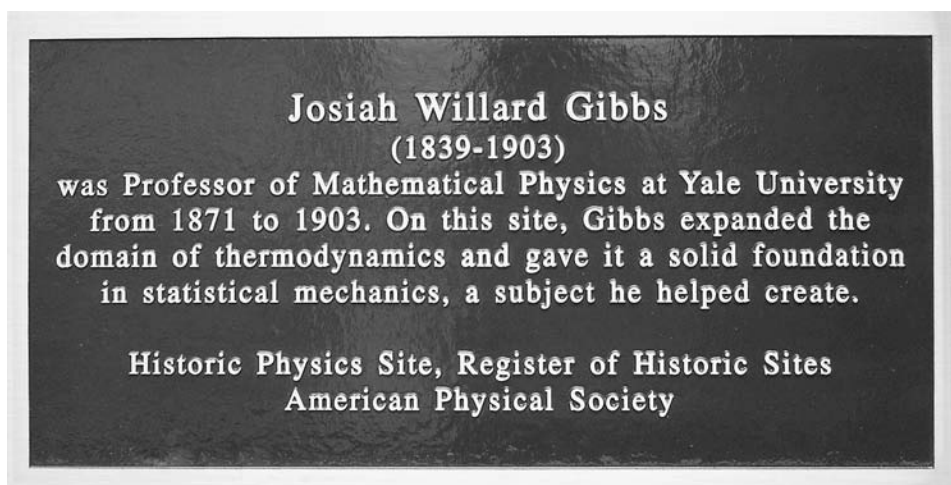 Josiah Willard Gibbs
(1839-1903)
was Professor of Mathematical Physics at Yale University
from 1871 to 1903. On this site, Gibbs expanded the
domain of thermodynamics and gave it a solid foundation
in statistical mechanics, a subject he helped create.
Historic Physics Site, Register of Historic Sites
American Physical Society